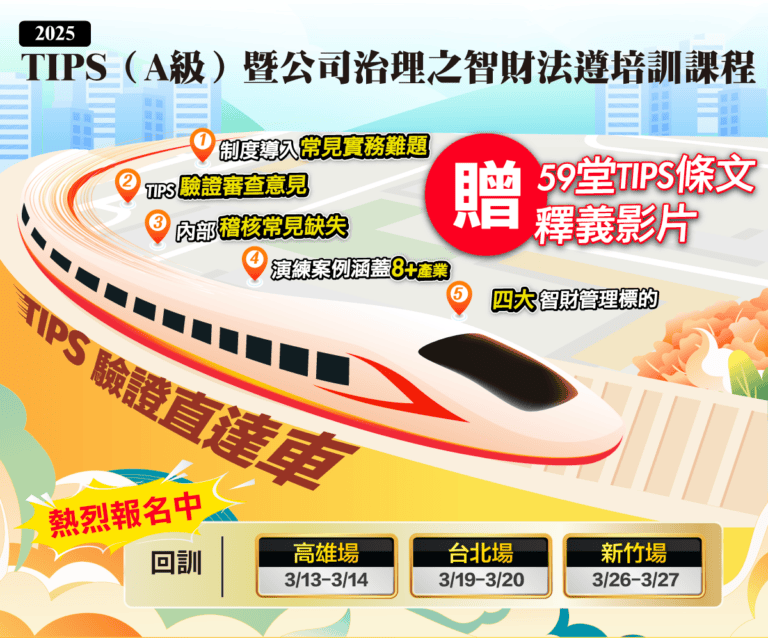 2025
TIPS（A級）暨公司治理之智財法遵培訓課程
1 制度導入常見實務難題
2 TIPS 驗證審查意見
3 內部 稽核常見缺失
4 演練案例涵蓋8+產業
5 四大 智財管理標的
贈
59堂TIPS條文
釋義影片
TIPS 驗證直達車
熱烈報名中
回訓
高雄場
3/13-3/14
台北場
3/19-3/20
新竹場
3/26-3/27